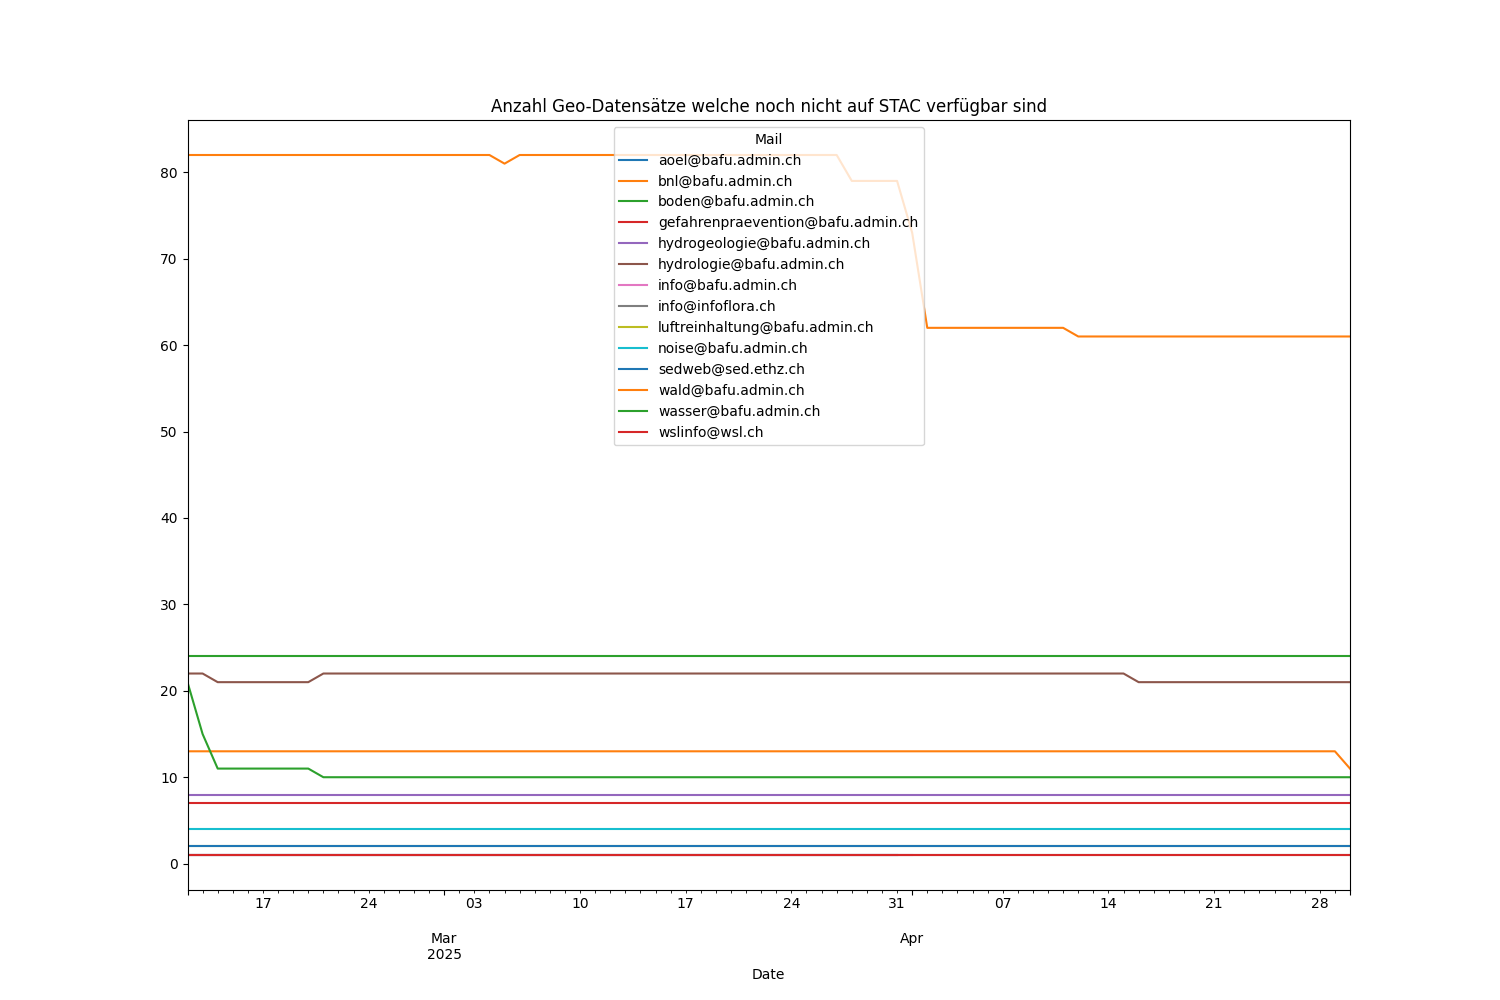 Anzahl Geo-Datensätze welche noch nicht auf STAC verfügbar sind
Mail
aoel@bafu.admin.ch
bnl@bafu.admin.ch
boden@bafu.admin.ch
gefahrenpraevention@bafu.admin.ch
hydrogeologie@bafu.admin.ch
hydrologie@bafu.admin.ch
info@bafu.admin.ch
info@infoflora.ch
luftreinhaltung@bafu.admin.ch
noise@bafu.admin.ch
sedweb@sed.ethz.ch
wald@bafu.admin.ch
wasser@bafu.admin.ch
wslinfo@wsl.ch
80
70
60
50
40
30
20
10
0
17 24 03 10 17 24 31 07 14 21 28
Mar Apr
2025
Date